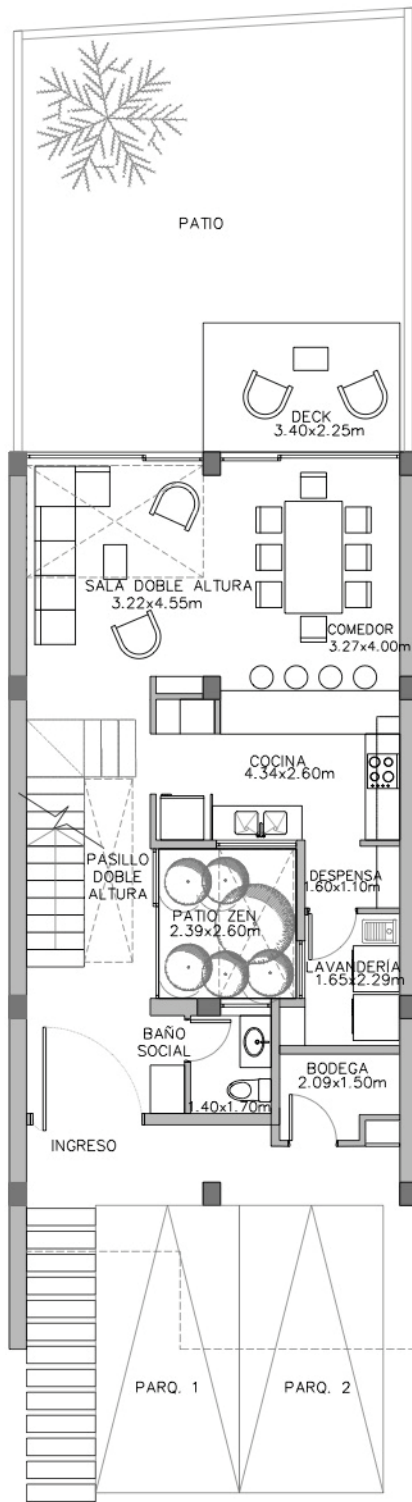 PATIO
DECK
3.40x2.25m
SALA DOBLE ALTURA
3.22x4.55m
COMEDOR
3.27x4.00m
COCINA
4.34x2.60m
PASILLO
DOBLE
ALTURA
DESPENSA
1.60x1.10m
PATIO ZEN
2.39x2.60m
LAVANDERÍA
1.65x2.29m
BAÑO
SOCIAL
1.40x1.70m
BODEGA
2.09x1.50m
INGRESO
PARQ. 1
PARQ. 2